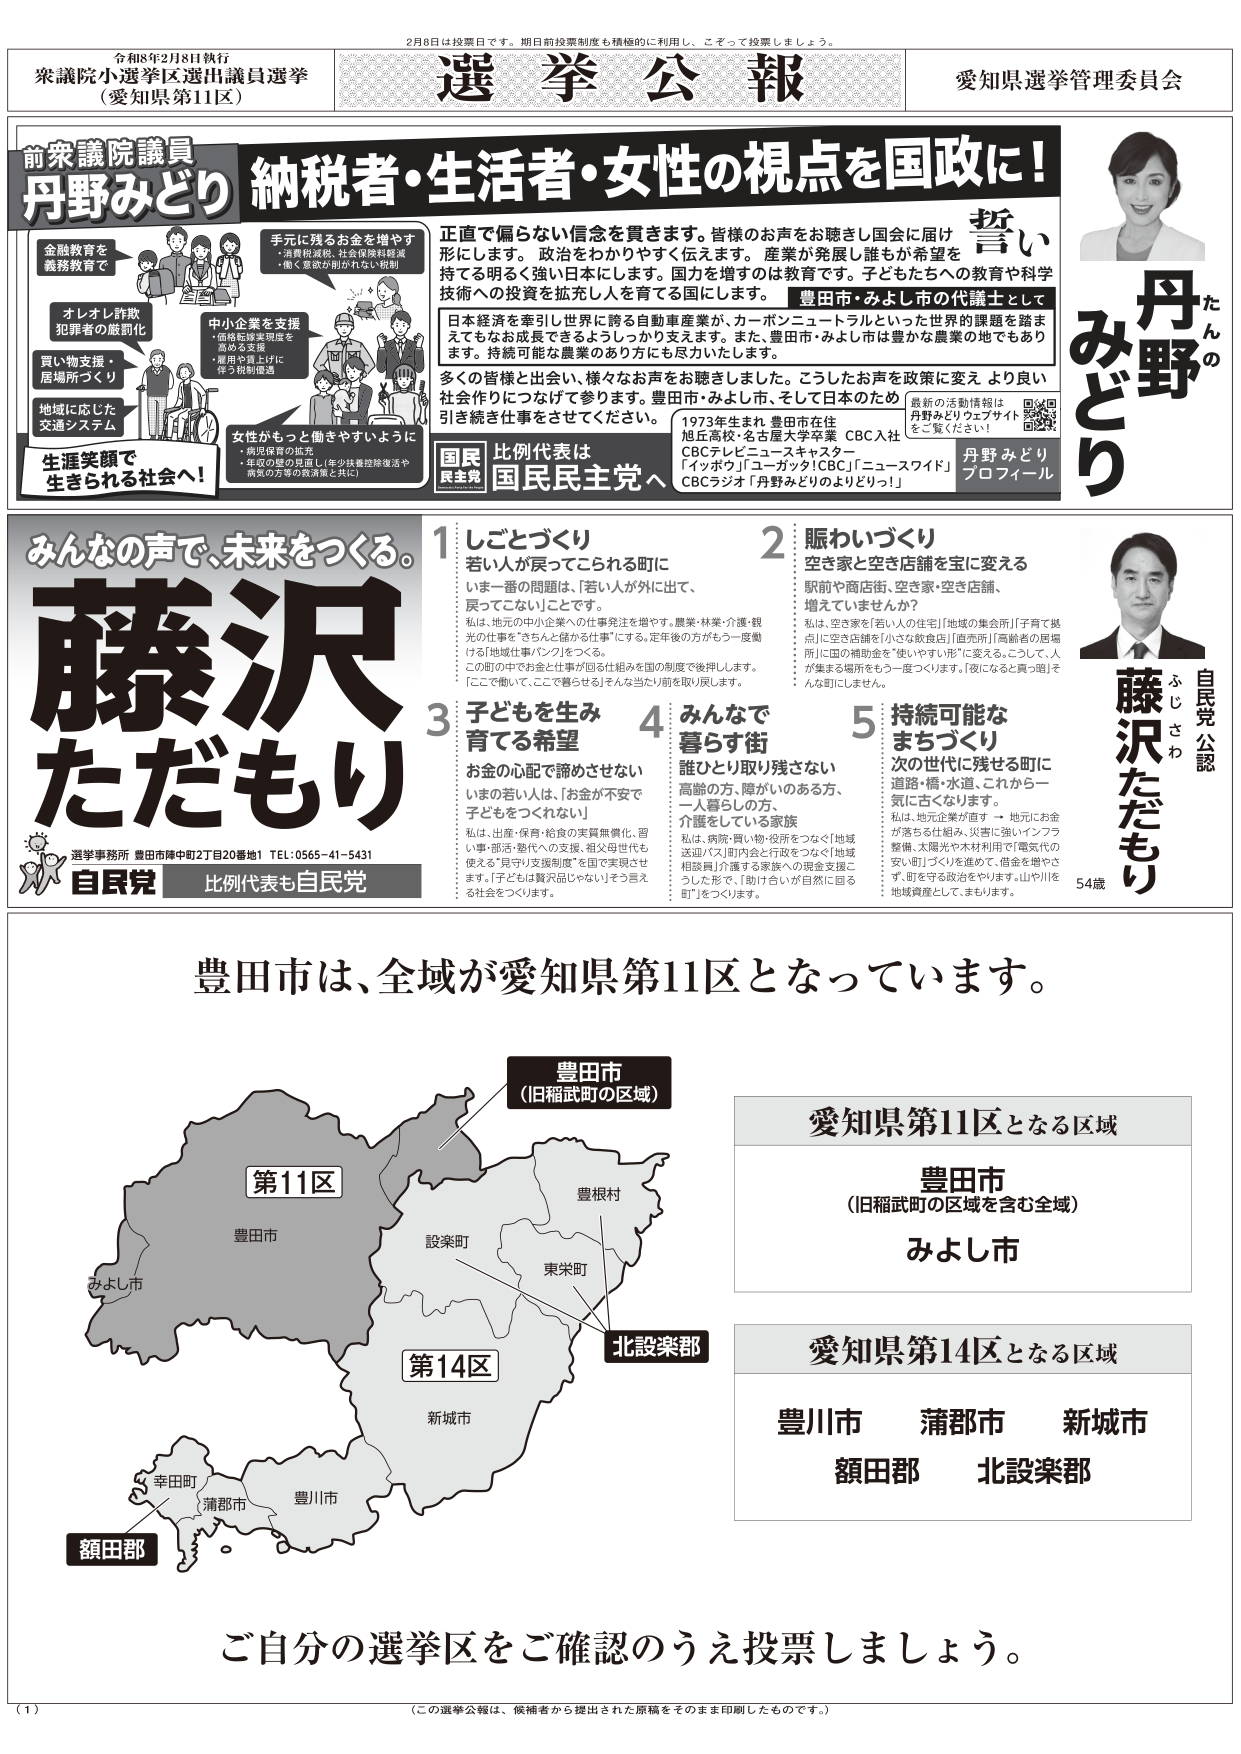 2月8日は投票日です。期日前投票制度も積極的に利用し、こぞって投票しましょう。
令和8年2月8日執行
衆議院小選挙区選出議員選挙
（愛知県第11区）
選挙公報
愛知県選挙管理委員会
前衆議院議員
丹野みどり
納税者・生活者・女性の視点を国政に！
金融教育を
義務教育で
手元に残るお金を増やす
・消費税減税、社会保険料軽減
・働く意欲が削がれない税制
オレオレ詐欺
犯罪者の厳罰化
中小企業を支援
・価格転嫁実現度を
高める支援
・雇用や賃上げに
伴う税制優遇
買い物支援・
居場所づくり
地域に応じた
交通システム
女性がもっと働きやすいように
・病児保育の拡充
・年収の壁の見直し（年少扶養控除復活や
病気の方等の救済策と共に）
生涯笑顔で
生きられる社会へ！
誓い
正直で偏らない信念を貫きます。皆様のお声をお聴きし国会に届け
形にします。政治をわかりやすく伝えます。産業が発展し誰もが希望を
持てる明るく強い日本にします。国力を増すのは教育です。子どもたちへの教育や科学
技術への投資を拡充し人を育てる国にします。
豊田市・みよし市の代議士として
日本経済を牽引し世界に誇る自動車産業が、カーボンニュートラルといった世界的課題を踏ま
えてもなお成長できるようしっかり支えます。また、豊田市・みよし市は豊かな農業の地でもあり
ます。持続可能な農業のあり方にも尽力いたします。
多くの皆様と出会い、様々なお声をお聴きしました。こうしたお声を政策に変え より良い
社会作りにつなげて参ります。豊田市・みよし市、そして日本のため
引き続き仕事をさせてください。
最新の活動情報は
丹野みどりウェブサイト
をご覧ください！
国民
民主党
比例代表は
国民民主党へ
1973年生まれ 豊田市在住
旭丘高校・名古屋大学卒業 CBC入社
CBCテレビニュースキャスター
「イッポウ」「ユーガッタ！CBC」「ニュースワイド」
CBCラジオ「丹野みどりのよりどりっ！」
丹野みどり
プロフィール
たんの
丹野
みどり
みんなの声で、未来をつくる。
藤沢
ただもり
選挙事務所 豊田市陣中町2丁目20番地1 TEL：0565-41-5431
自民党
比例代表も自民党
1
しごとづくり
若い人が戻ってこられる町に
いま一番の問題は、「若い人が外に出て、
戻ってこない」ことです。
私は、地元の中小企業への仕事発注を増やす。農業・林業・介護・観
光の仕事を“きちんと儲かる仕事”にする。定年後の方がもう一度働
ける「地域仕事バンク」をつくる。
この町の中でお金と仕事が回る仕組みを国の制度で後押しします。
「ここで働いて、ここで暮らせる」そんな当たり前を取り戻します。
2
賑わいづくり
空き家と空き店舗を宝に変える
駅前や商店街、空き家・空き店舗、
増えていませんか？
私は、空き家を「若い人の住宅」「地域の集会所」「子育て拠
点」に空き店舗を「小さな飲食店」「直売所」「高齢者の居場
所」に国の補助金を“使いやすい形”に変える。こうして、人
が集まる場所をもう一度つくります。「夜になると真っ暗」そ
んな町にしません。
3
子どもを生み
育てる希望
お金の心配で諦めさせない
いまの若い人は、「お金が不安で
子どもをつくれない」
私は、出産・保育・給食の実質無償化、習
い事・部活・塾代への支援、祖父母世代も
使える“見守り支援制度”を国で実現させ
ます。「子どもは贅沢品じゃない」そう言え
る社会をつくります。
4
みんなで
暮らす街
誰ひとり取り残さない
高齢の方、障がいのある方、
一人暮らしの方、
介護をしている家族
私は、病院・買い物・役所をつなぐ「地域
送迎バス」町内会と行政をつなぐ「地域
相談員」介護する家族への現金支援こ
うした形で、「助け合いが自然に回る
町」をつくります。
5
持続可能な
まちづくり
次の世代に残せる町に
道路・橋・水道、これから一
気に古くなります。
私は、地元企業が直す → 地元にお金
が落ちる仕組み、災害に強いインフラ
整備、太陽光や木材利用で「電気代の
安い町」づくりを進めて、借金を増やさ
ず、町を守る政治をやります。山や川を
地域資産として、まもります。
自民党 公認
ふじさわ
藤沢ただもり
54歳
豊田市は、全域が愛知県第11区となっています。
豊田市
（旧稲武町の区域）
第11区
豊田市
みよし市
豊根村
設楽町
東栄町
北設楽郡
第14区
新城市
幸田町
蒲郡市
豊川市
額田郡
愛知県第11区となる区域
豊田市
（旧稲武町の区域を含む全域）
みよし市
愛知県第14区となる区域
豊川市 蒲郡市 新城市
額田郡 北設楽郡
ご自分の選挙区をご確認のうえ投票しましょう。
（1）
（この選挙公報は、候補者から提出された原稿をそのまま印刷したものです。）